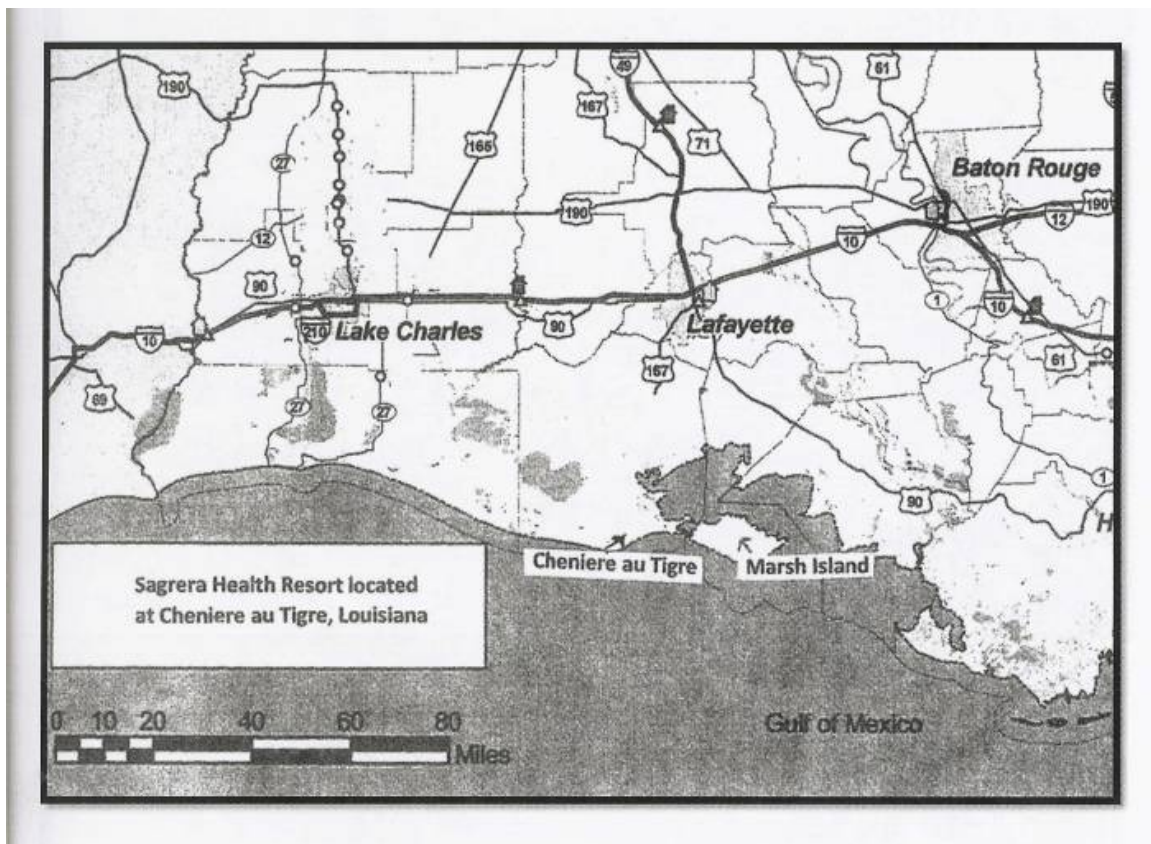 190
49
167
61
165
71
27
Baton Rouge
190
190
12
12
10
90
1
10
90
210
Lake Charles
Lafayette
10
61
167
69
27
27
1
90
H
Cheniere au Tigre
Marsh Island
Sagrera Health Resort located
at Cheniere au Tigre, Louisiana
0 10 20 40 60 80
Miles
Gulf of Mexico